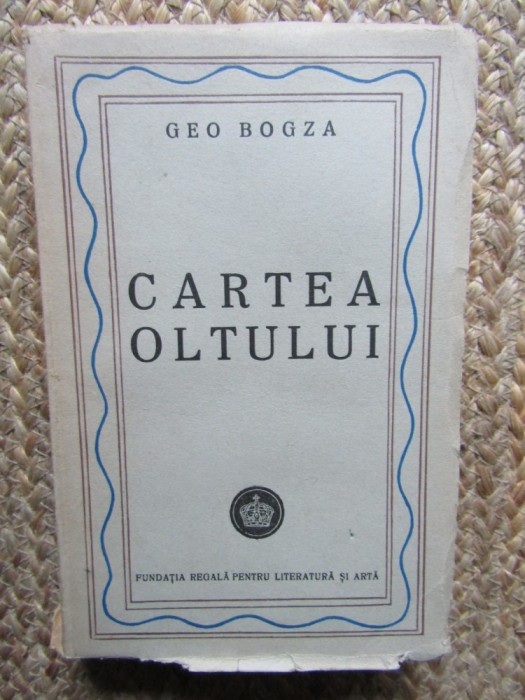 GEO BOGZA
CARTEA
OLTULUI
FUNDAȚIA REGALĂ PENTRU LITERATURĂ ȘI ARTĂ